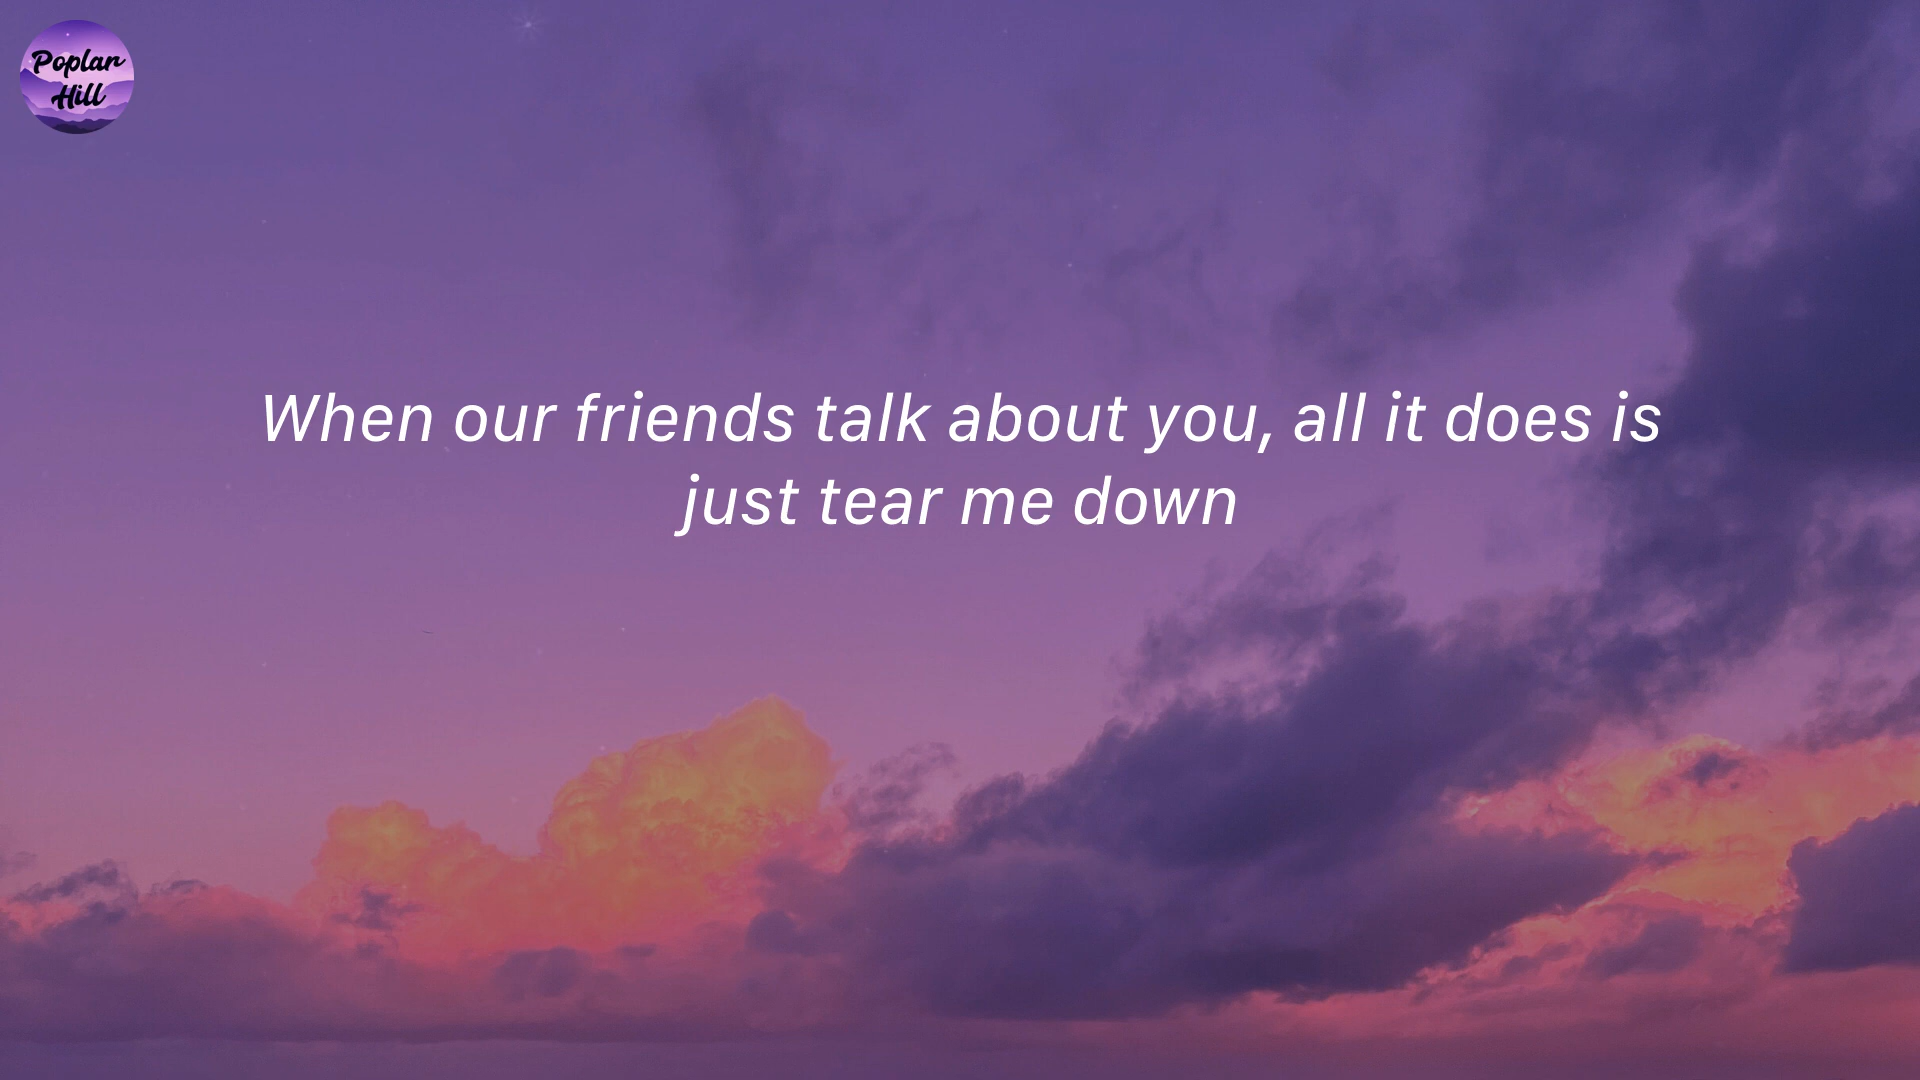 Poplar
Hill
When our friends talk about you, all it does is
just tear me down